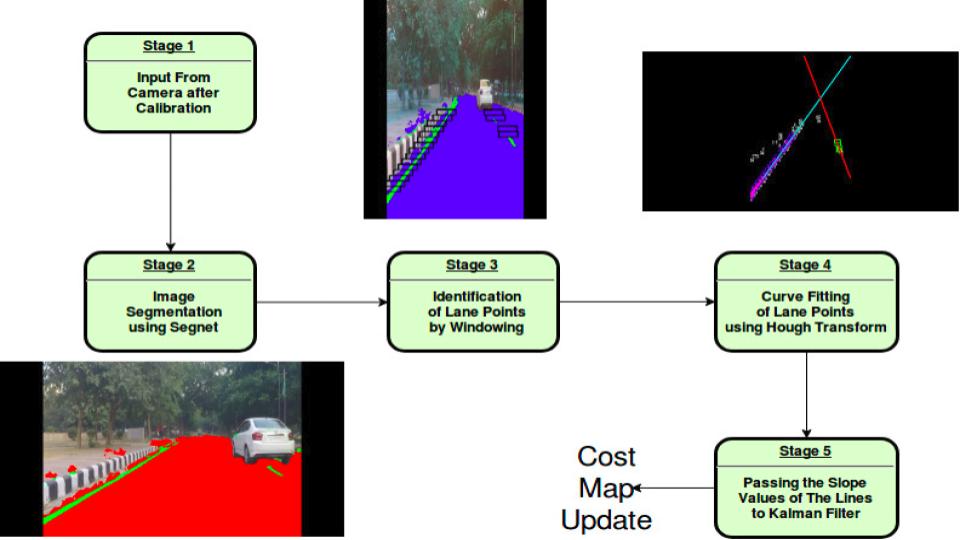 Stage 1
Input From
Camera after
Calibration
Stage 2
Image
Segmentation
using Segnet
Stage 3
Identification
of Lane Points
by Windowing
Stage 4
Curve Fitting
of Lane Points
using Hough Transform
Stage 5
Passing the Slope
Values of The Lines
to Kalman Filter
Cost
Map
Update